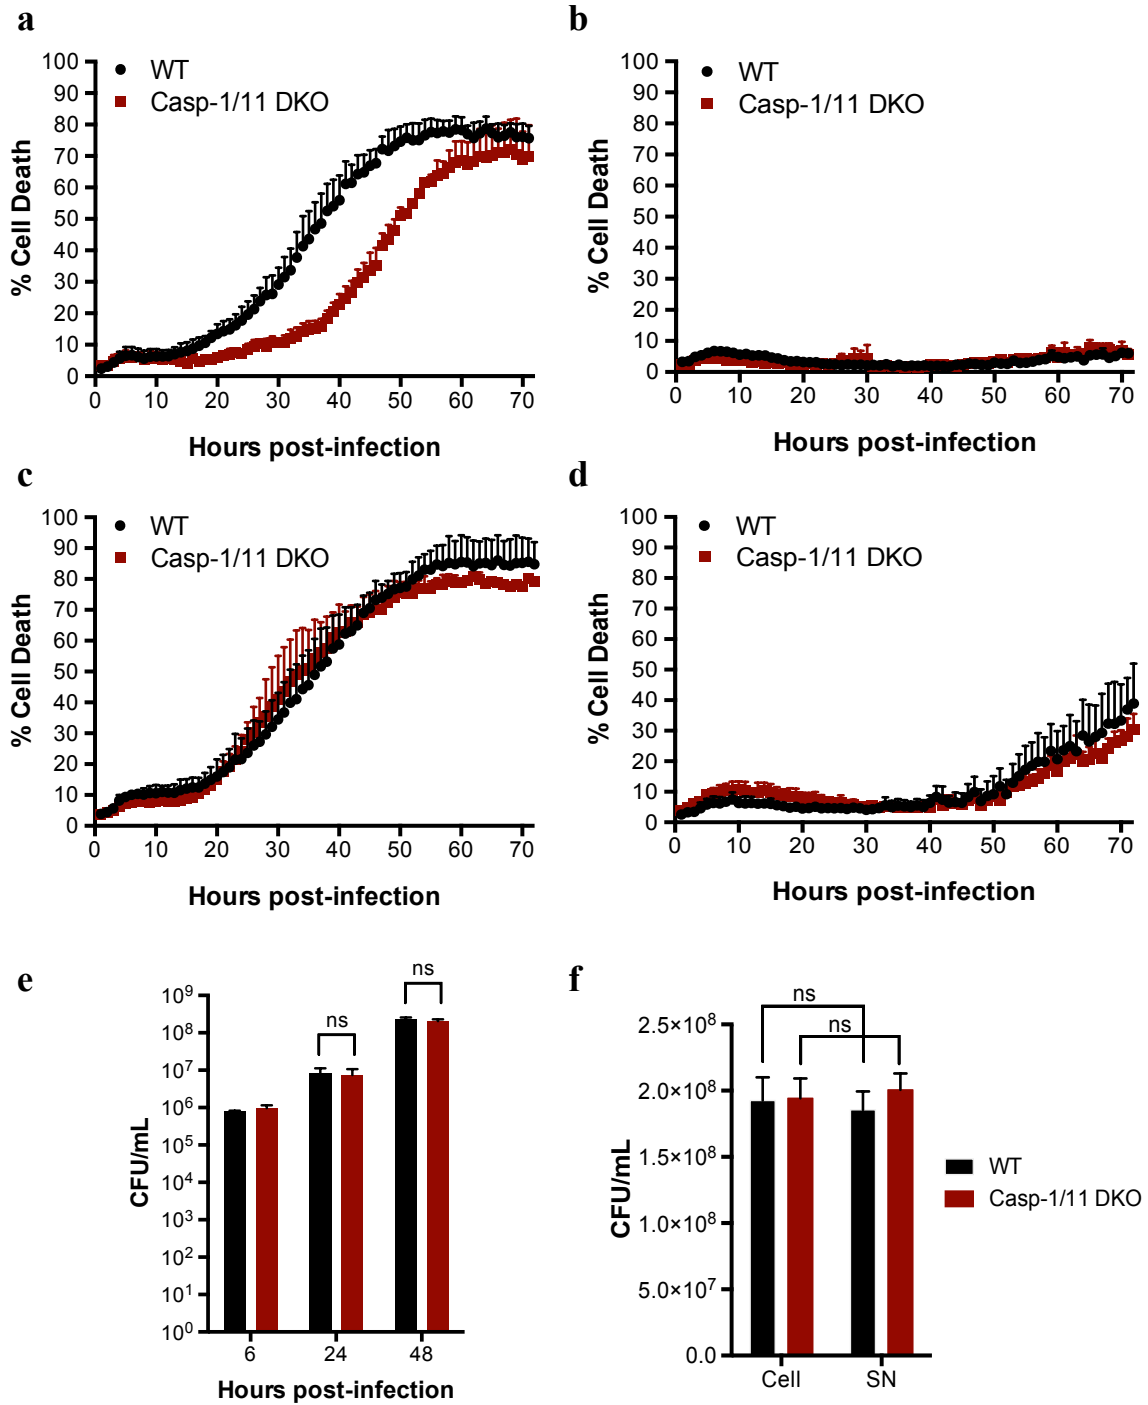 a
WT
Casp-1/11 DKO
100
90
80
70
60
50
40
30
20
10
0
% Cell Death
0 10 20 30 40 50 60 70
Hours post-infection
b
WT
Casp-1/11 DKO
100
90
80
70
60
50
40
30
20
10
0
% Cell Death
0 10 20 30 40 50 60 70
Hours post-infection
c
WT
Casp-1/11 DKO
100
90
80
70
60
50
40
30
20
10
0
% Cell Death
0 10 20 30 40 50 60 70
Hours post-infection
d
WT
Casp-1/11 DKO
100
90
80
70
60
50
40
30
20
10
0
% Cell Death
0 10 20 30 40 50 60 70
Hours post-infection
e
ns
ns
10⁹
10⁸
10⁷
10⁶
10⁵
10⁴
10³
10²
10¹
10⁰
CFU/mL
6 24 48
Hours post-infection
f
ns
ns
2.5×10⁸
2.0×10⁸
1.5×10⁸
1.0×10⁸
5.0×10⁷
0.0
CFU/mL
Cell SN
WT
Casp-1/11 DKO